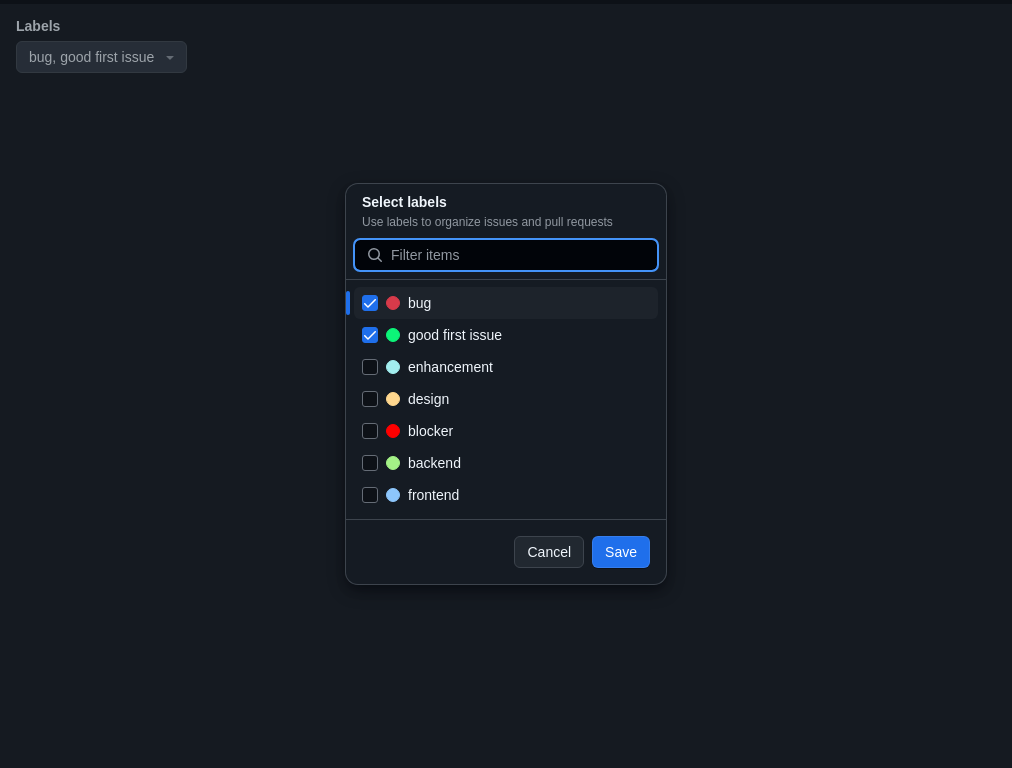 Labels
bug, good first issue
Select labels
Use labels to organize issues and pull requests
Filter items
bug
good first issue
enhancement
design
blocker
backend
frontend
Cancel Save